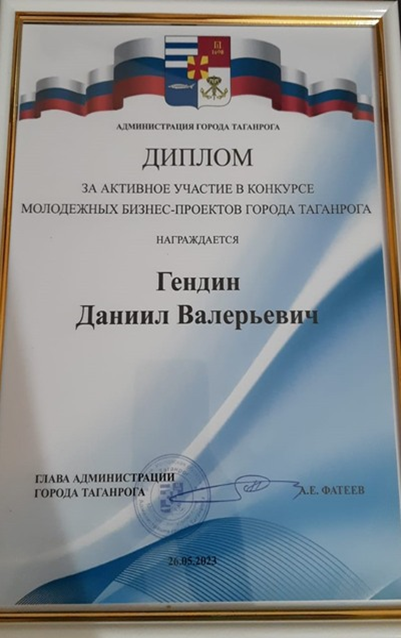 АДМИНИСТРАЦИЯ ГОРОДА ТАГАНРОГА
ДИПЛОМ
ЗА АКТИВНОЕ УЧАСТИЕ В КОНКУРСЕ
МОЛОДЕЖНЫХ БИЗНЕС-ПРОЕКТОВ ГОРОДА ТАГАНРОГА
НАГРАЖДАЕТСЯ
Гендин
Даниил Валерьевич
ГЛАВА АДМИНИСТРАЦИИ
ГОРОДА ТАГАНРОГА
А.Е. ФАТЕЕВ
26.05.2023